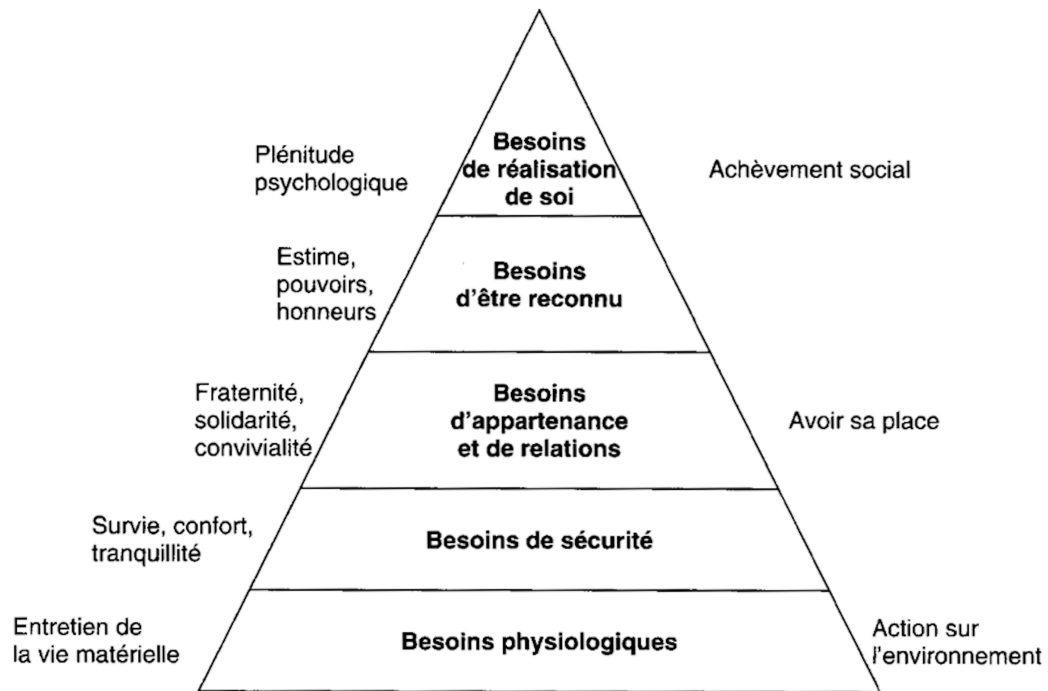 Plénitude
psychologique
Besoins
de réalisation
de soi
Achèvement social
Estime,
pouvoirs,
honneurs
Besoins
d'être reconnu
Fraternité,
solidarité,
convivialité
Besoins
d'appartenance
et de relations
Avoir sa place
Survie, confort,
tranquillité
Besoins de sécurité
Entretien de
la vie matérielle
Besoins physiologiques
Action sur
l'environnement